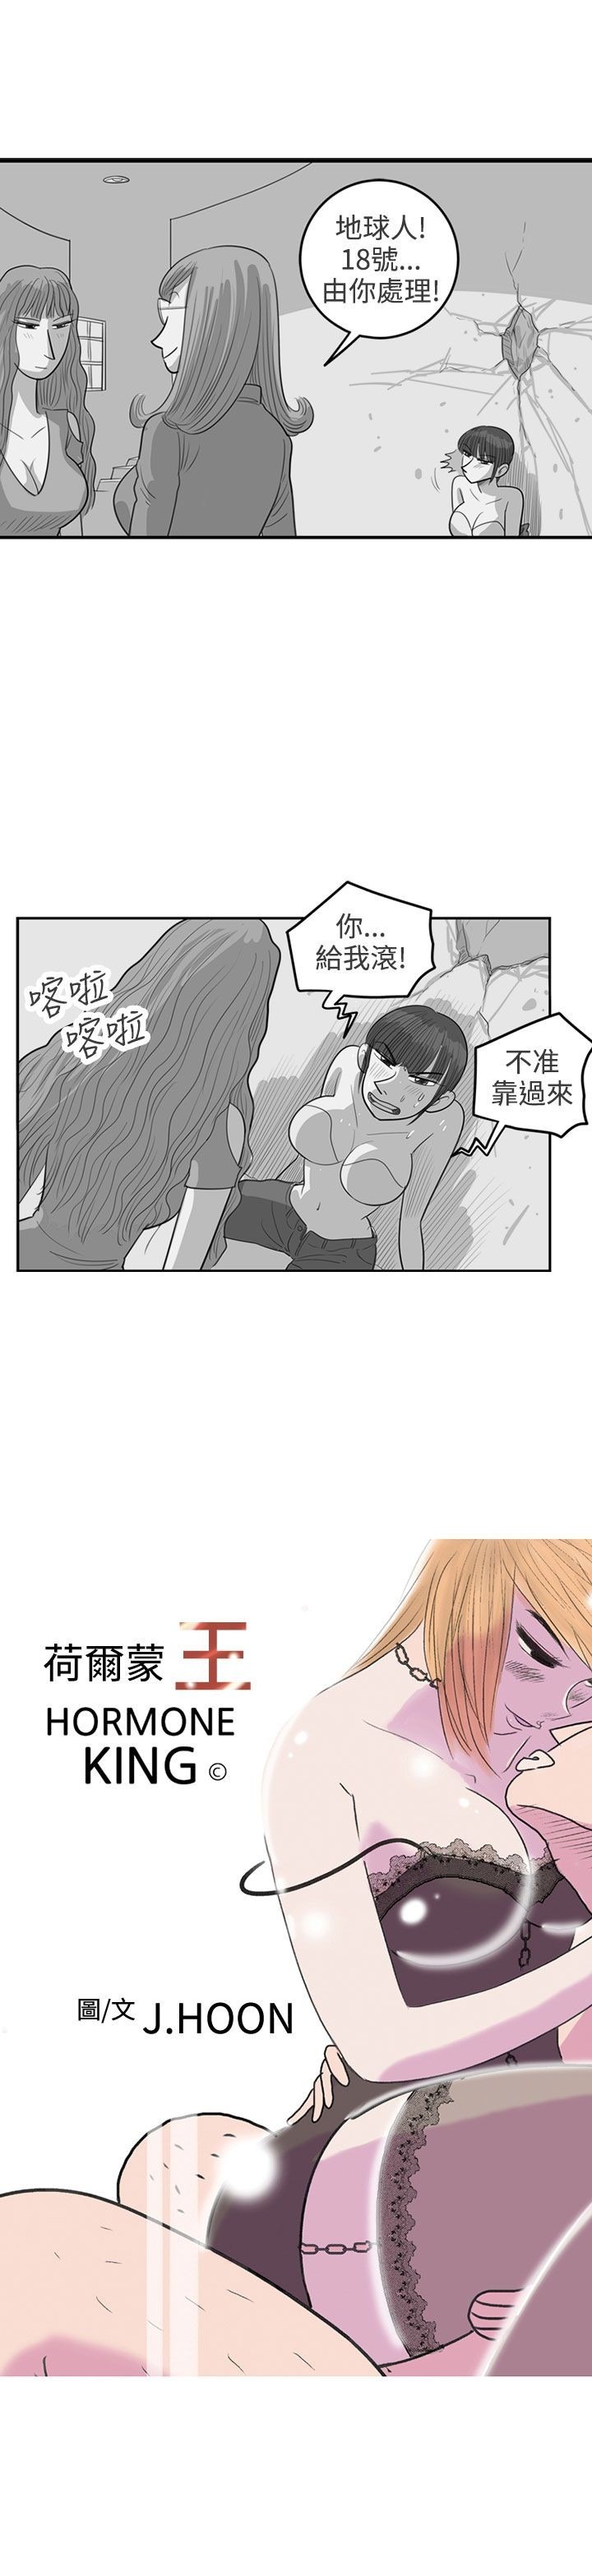 地球人!
18號...
由你處理!
你...
給我滾!
喀啦
喀啦
不准
靠過來
荷爾蒙王
HORMONE
KING ©
圖/文 J.HOON